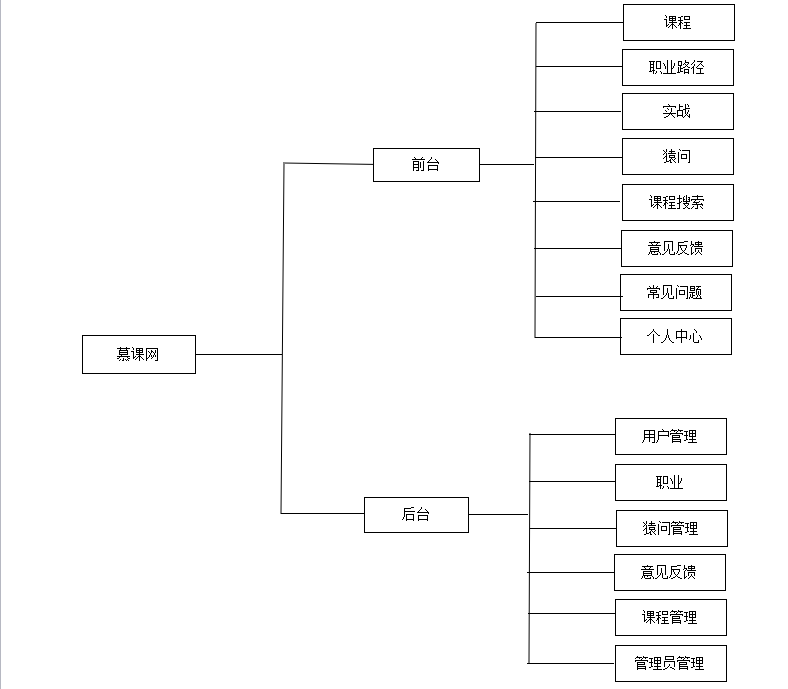 慕课网
前台
课程
职业路径
实战
猿问
课程搜索
意见反馈
常见问题
个人中心
后台
用户管理
职业
猿问管理
意见反馈
课程管理
管理员管理